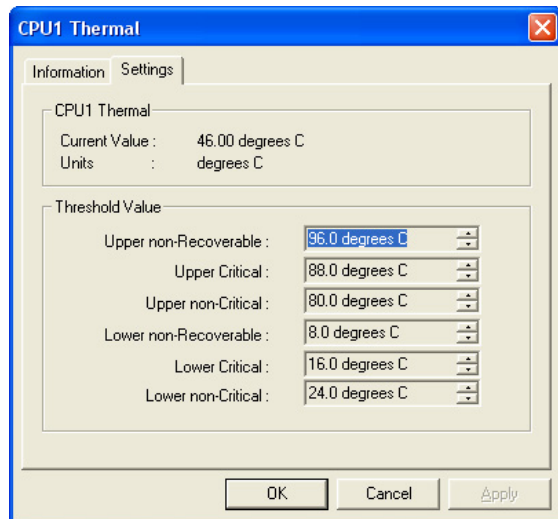 CPU1 Thermal
Information Settings
CPU1 Thermal
Current Value : 46.00 degrees C
Units : degrees C
Threshold Value
Upper non-Recoverable : 96.0 degrees C
Upper Critical : 88.0 degrees C
Upper non-Critical : 80.0 degrees C
Lower non-Recoverable : 8.0 degrees C
Lower Critical : 16.0 degrees C
Lower non-Critical : 24.0 degrees C
OK Cancel Apply